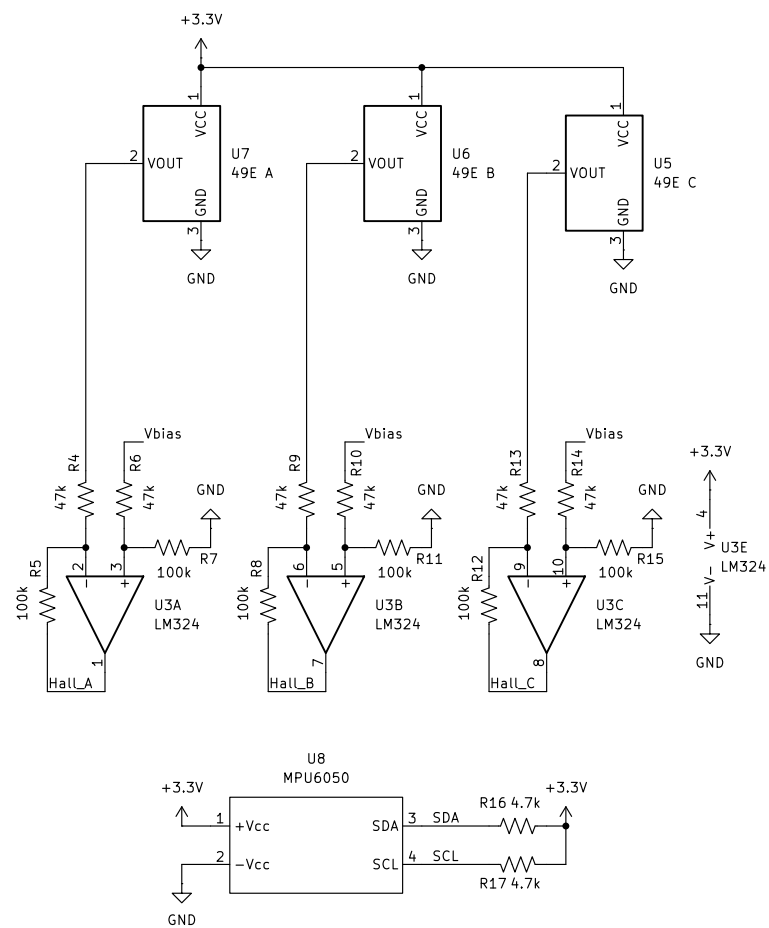 +3.3V
1
VCC
2
VOUT
U7
49E A
GND
3
GND
1
VCC
2
VOUT
U6
49E B
GND
3
GND
1
VCC
2
VOUT
U5
49E C
GND
3
GND
R4
47k
Vbias
R6
47k
GND
R7
100k
R5
100k
2
3
−
+
U3A
LM324
1
Hall_A
R9
47k
Vbias
R10
47k
GND
R11
100k
R8
100k
6
5
−
+
U3B
LM324
7
Hall_B
R13
47k
Vbias
R14
47k
GND
R15
100k
R12
100k
9
10
−
+
U3C
LM324
8
Hall_C
+3.3V
4
V+
U3E
LM324
V−
11
GND
U8
MPU6050
+3.3V
1
+Vcc
2
−Vcc
GND
SDA
3
SDA
R16 4.7k
+3.3V
SCL
4
SCL
R17 4.7k